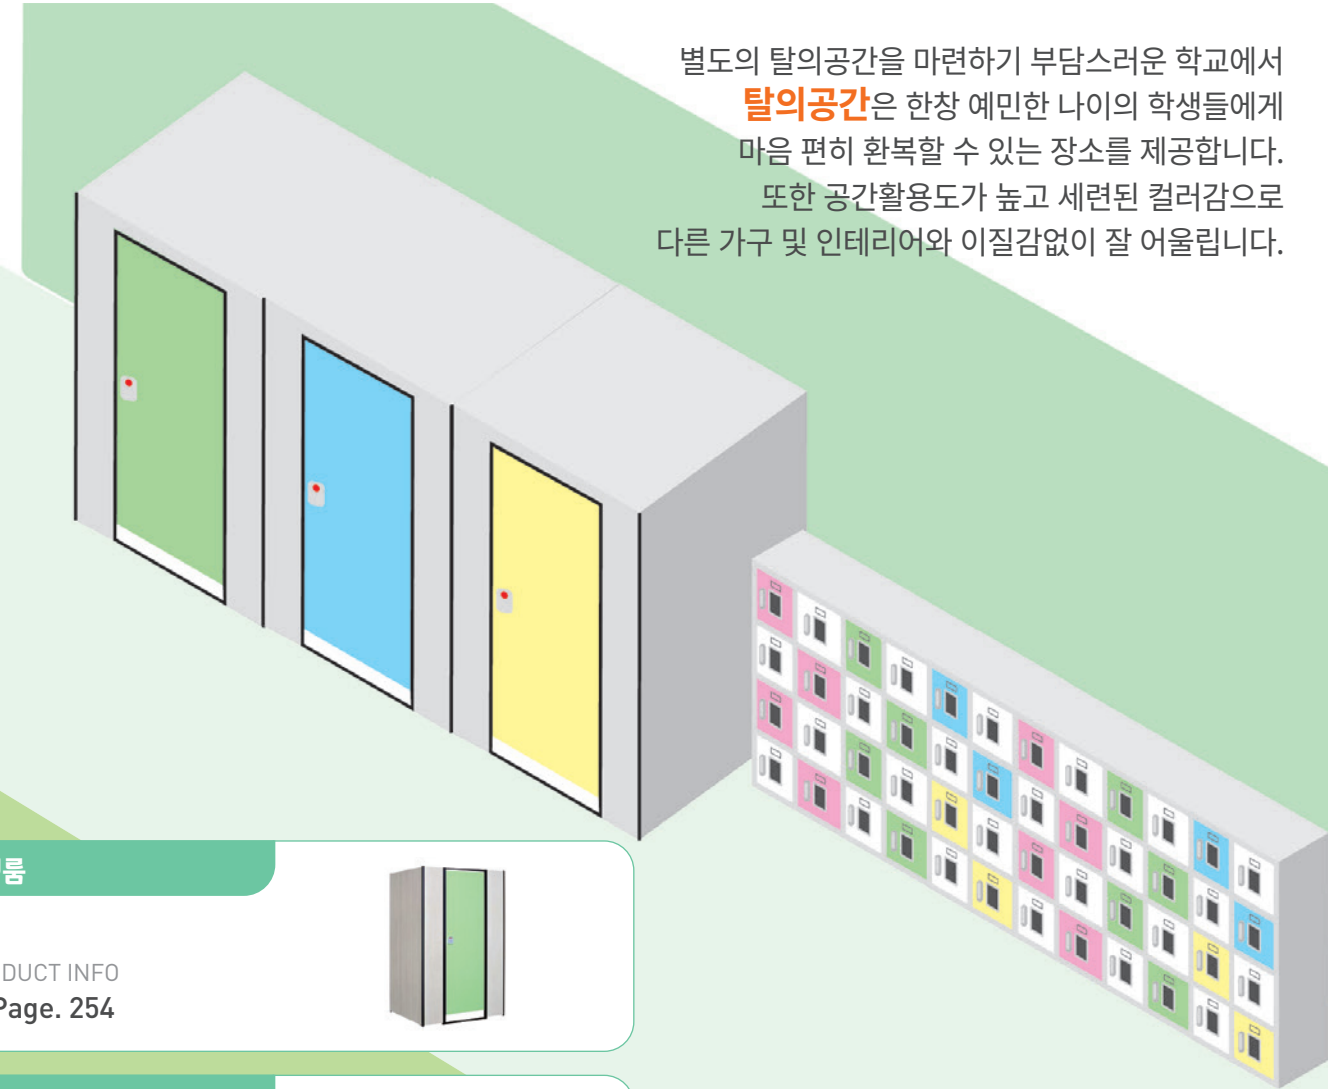 별도의 탈의공간을 마련하기 부담스러운 학교에서
탈의공간은 한창 예민한 나이의 학생들에게
마음 편히 환복할 수 있는 장소를 제공합니다.
또한 공간활용도가 높고 세련된 컬러감으로
다른 가구 및 인테리어와 이질감없이 잘 어울립니다.
룸
DUCT INFO
Page. 254